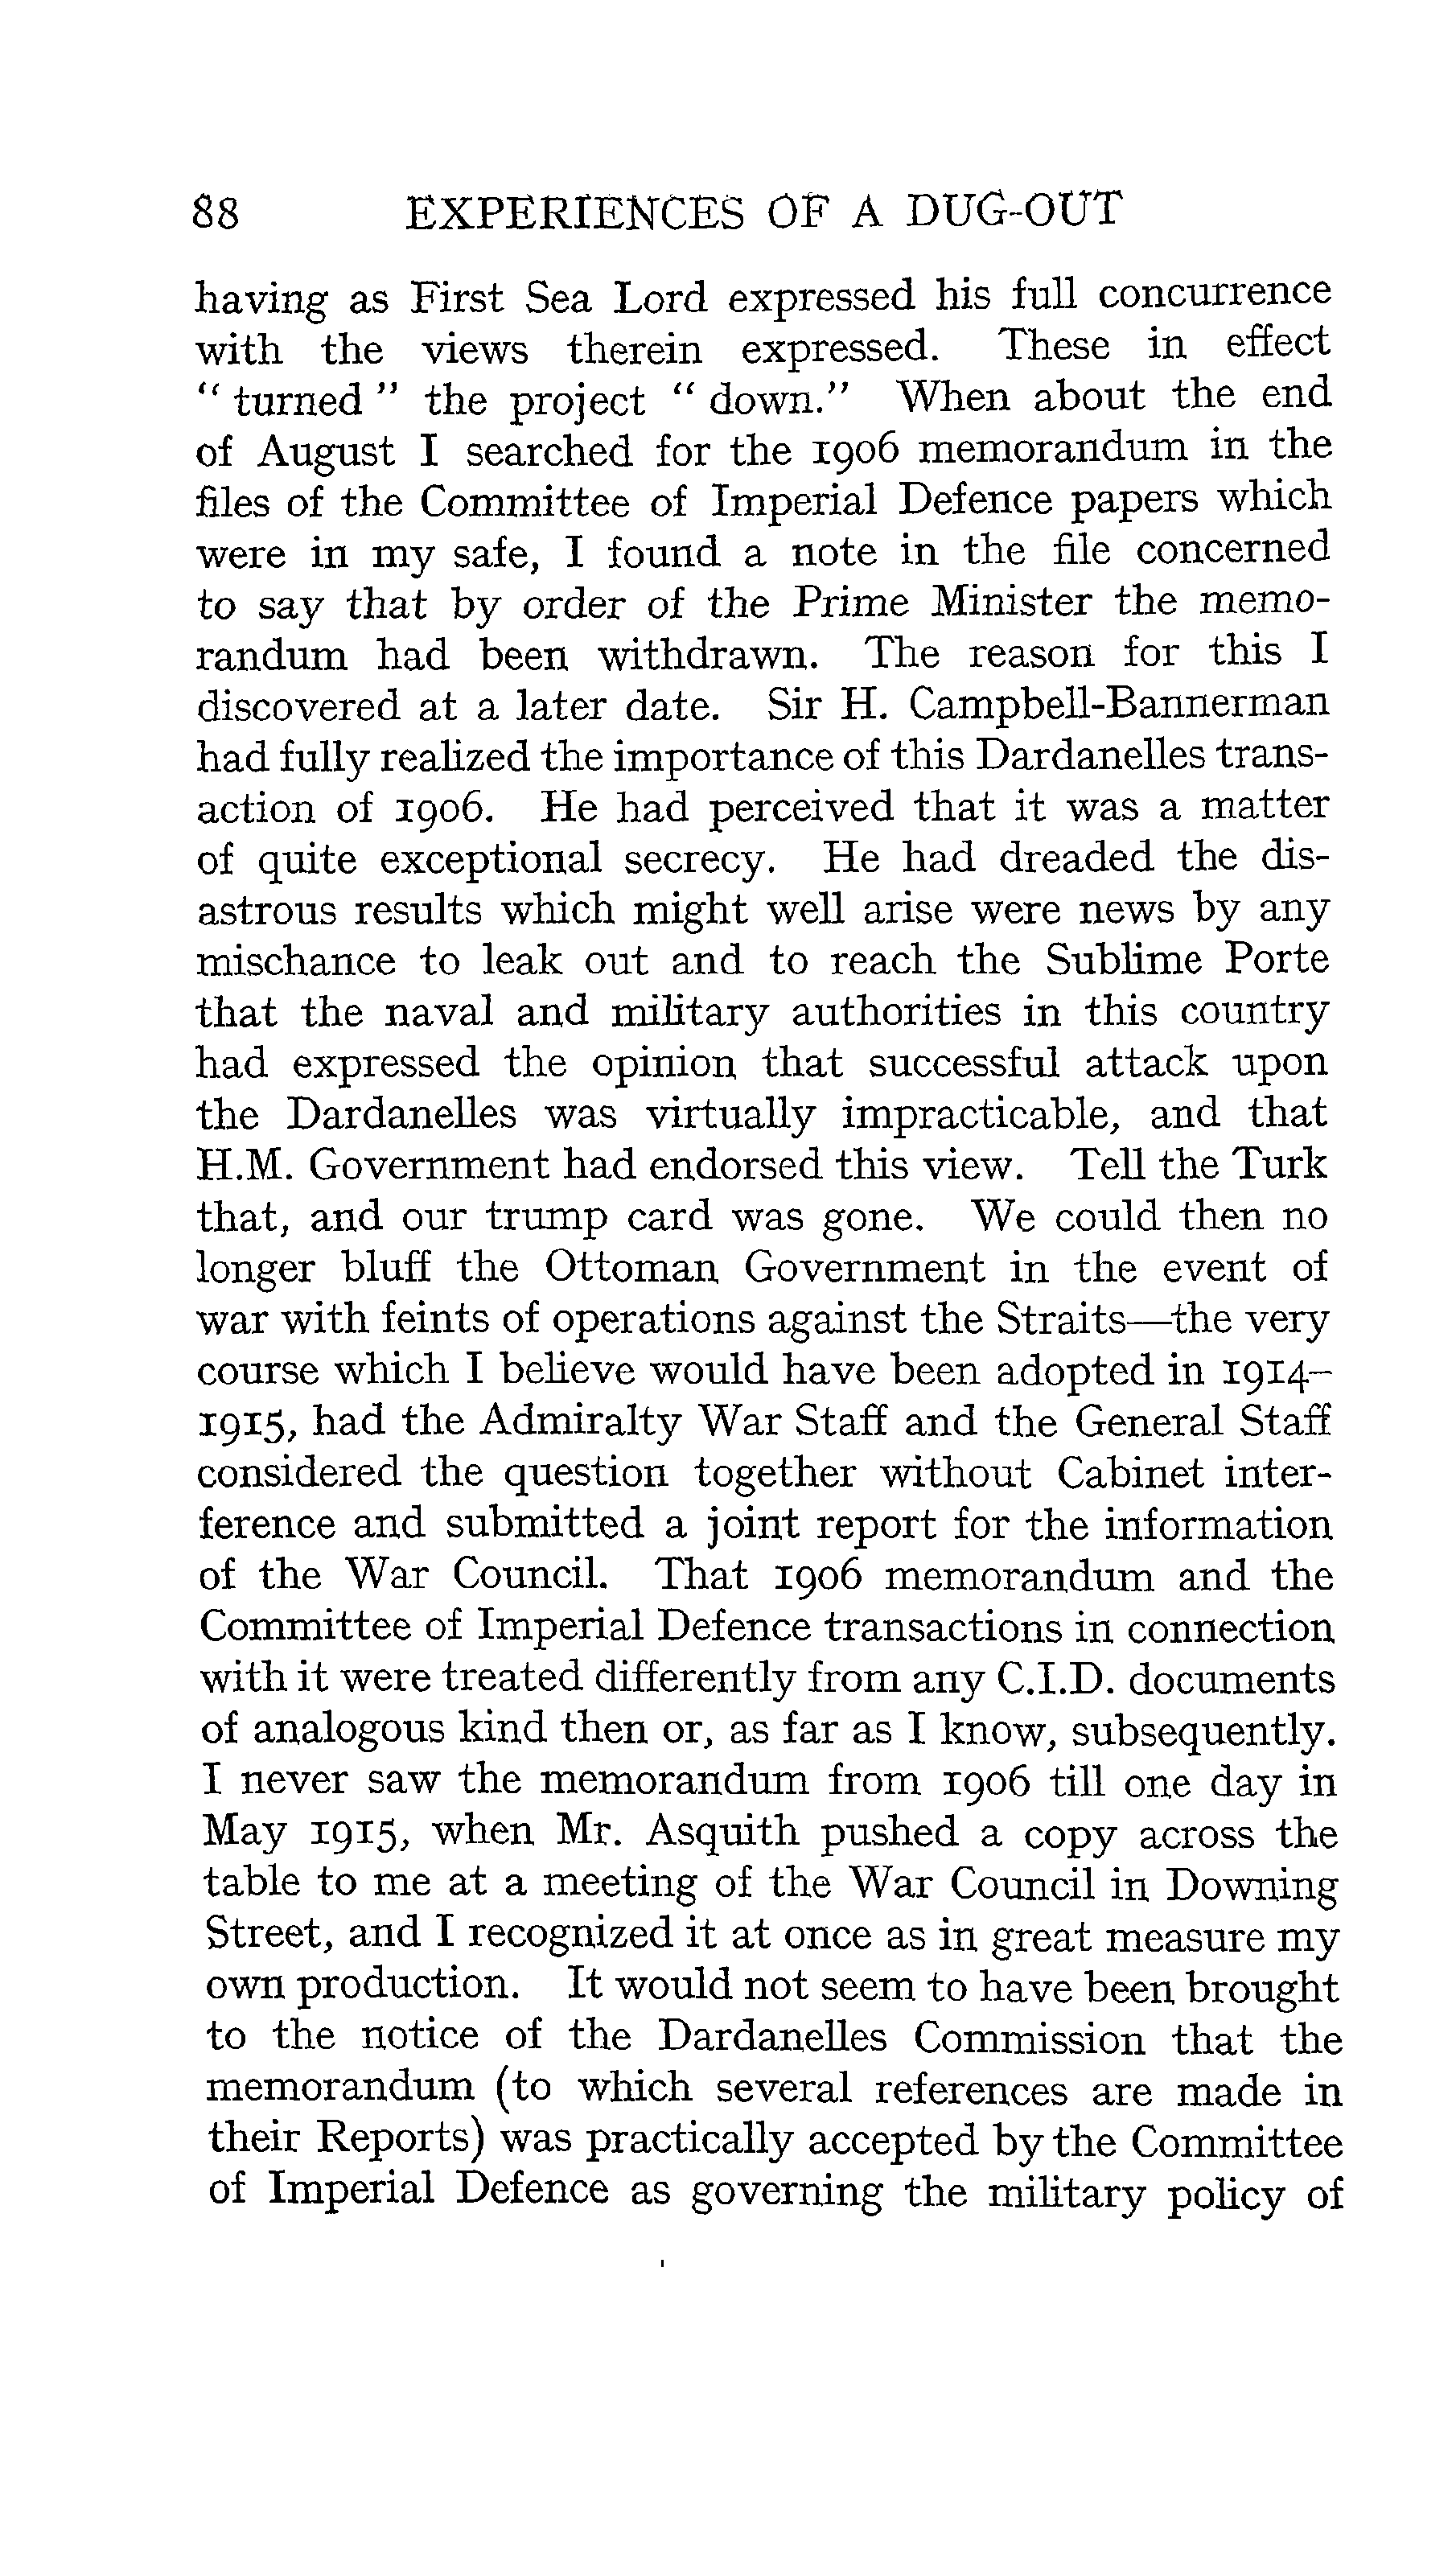 88 EXPERIENCES OF A DUG-OUT
having as First Sea Lord expressed his full concurrence
with the views therein expressed. These in effect
" turned " the project " down." When about the end
of August I searched for the 1906 memorandum in the
files of the Committee of Imperial Defence papers which
were in my safe, I found a note in the file concerned
to say that by order of the Prime Minister the memo-
randum had been withdrawn. The reason for this I
discovered at a later date. Sir H. Campbell-Bannerman
had fully realized the importance of this Dardanelles trans-
action of 1906. He had perceived that it was a matter
of quite exceptional secrecy. He had dreaded the dis-
astrous results which might well arise were news by any
mischance to leak out and to reach the Sublime Porte
that the naval and military authorities in this country
had expressed the opinion that successful attack upon
the Dardanelles was virtually impracticable, and that
H.M. Government had endorsed this view. Tell the Turk
that, and our trump card was gone. We could then no
longer bluff the Ottoman Government in the event of
war with feints of operations against the Straits—the very
course which I believe would have been adopted in 1914–
1915, had the Admiralty War Staff and the General Staff
considered the question together without Cabinet inter-
ference and submitted a joint report for the information
of the War Council. That 1906 memorandum and the
Committee of Imperial Defence transactions in connection
with it were treated differently from any C.I.D. documents
of analogous kind then or, as far as I know, subsequently.
I never saw the memorandum from 1906 till one day in
May 1915, when Mr. Asquith pushed a copy across the
table to me at a meeting of the War Council in Downing
Street, and I recognized it at once as in great measure my
own production. It would not seem to have been brought
to the notice of the Dardanelles Commission that the
memorandum (to which several references are made in
their Reports) was practically accepted by the Committee
of Imperial Defence as governing the military policy of